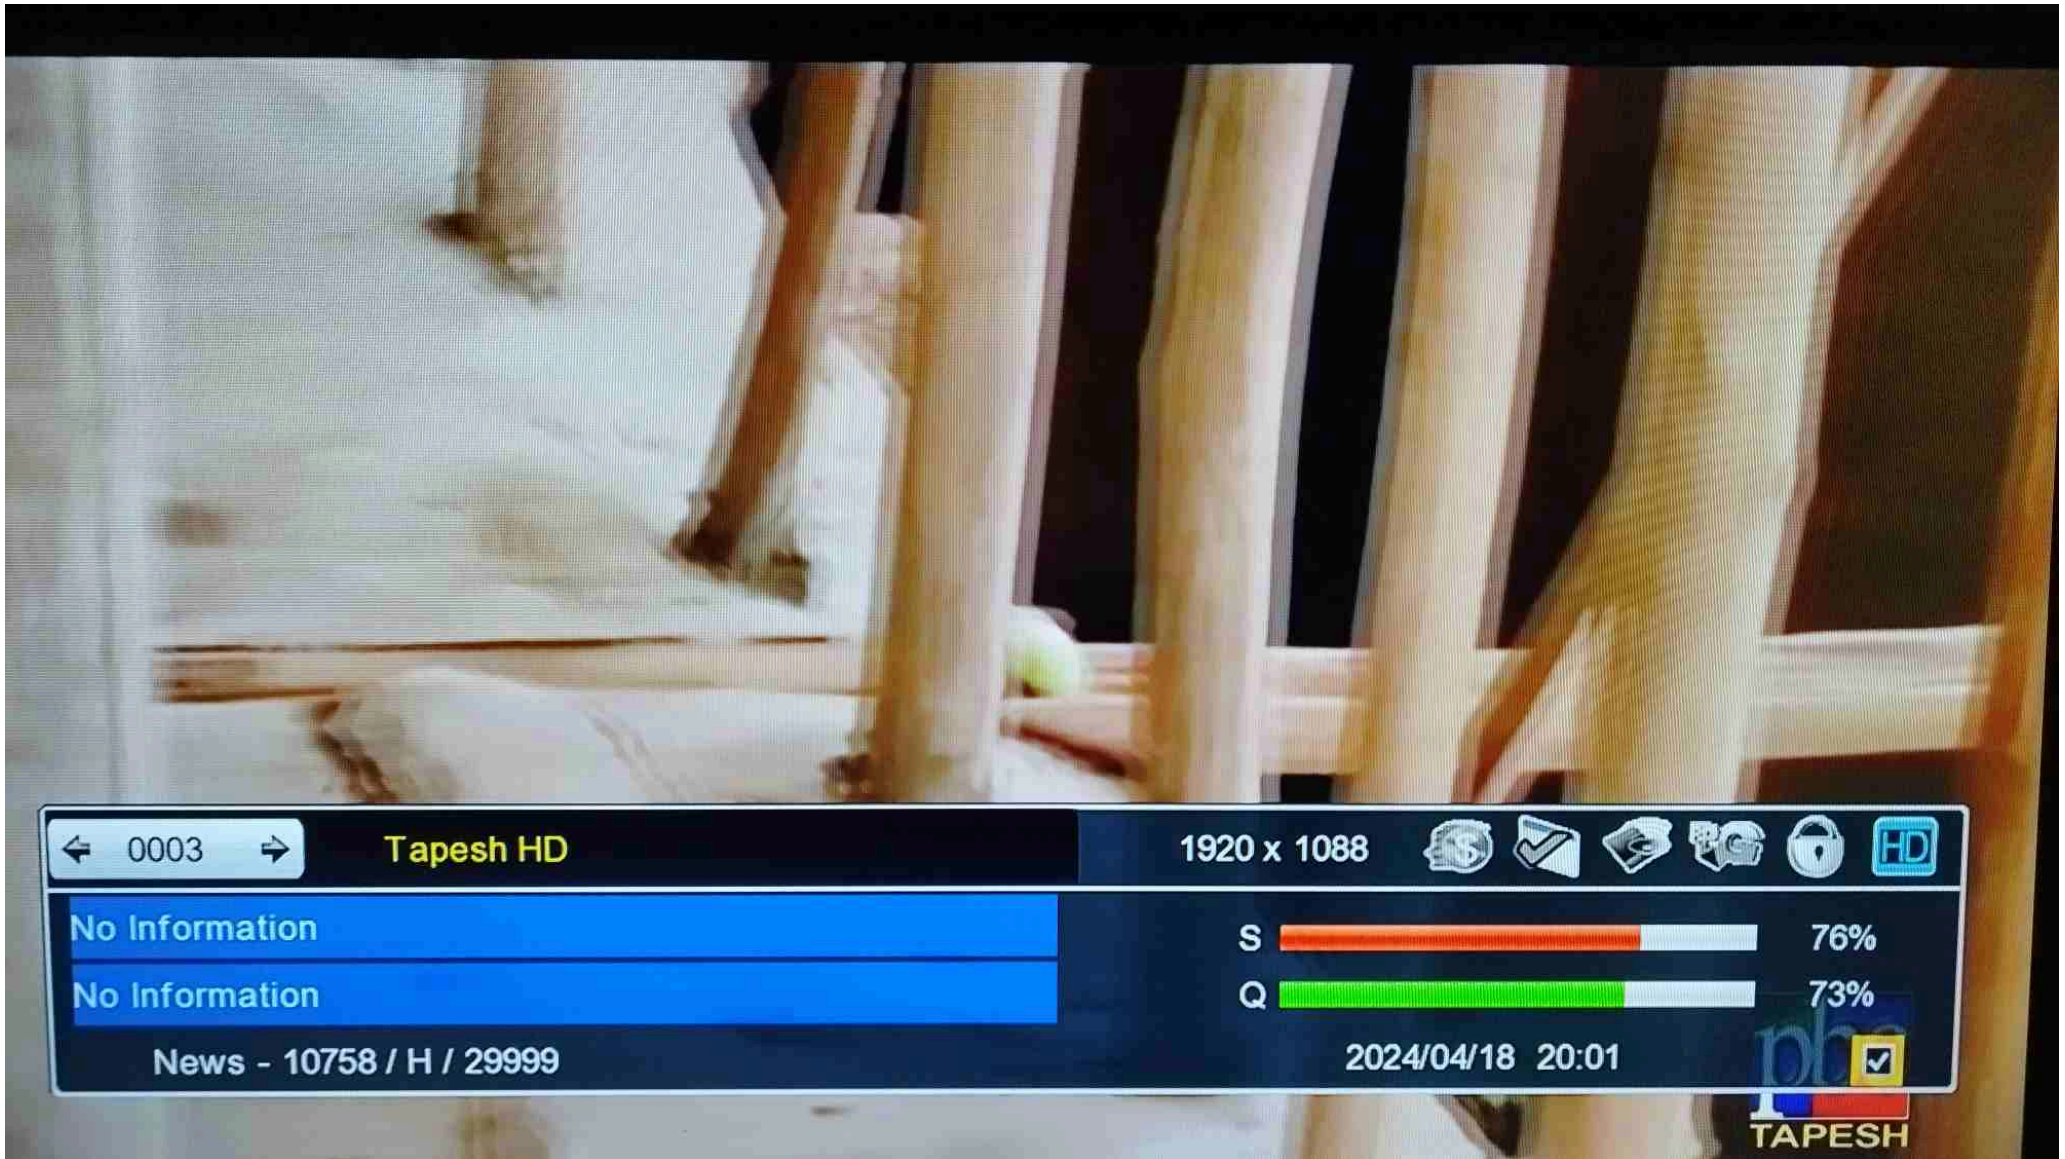 0003
Tapesh HD
1920 x 1088
HD
No Information
S 76%
No Information
Q 73%
News - 10758 / H / 29999
2024/04/18 20:01
TAPESH